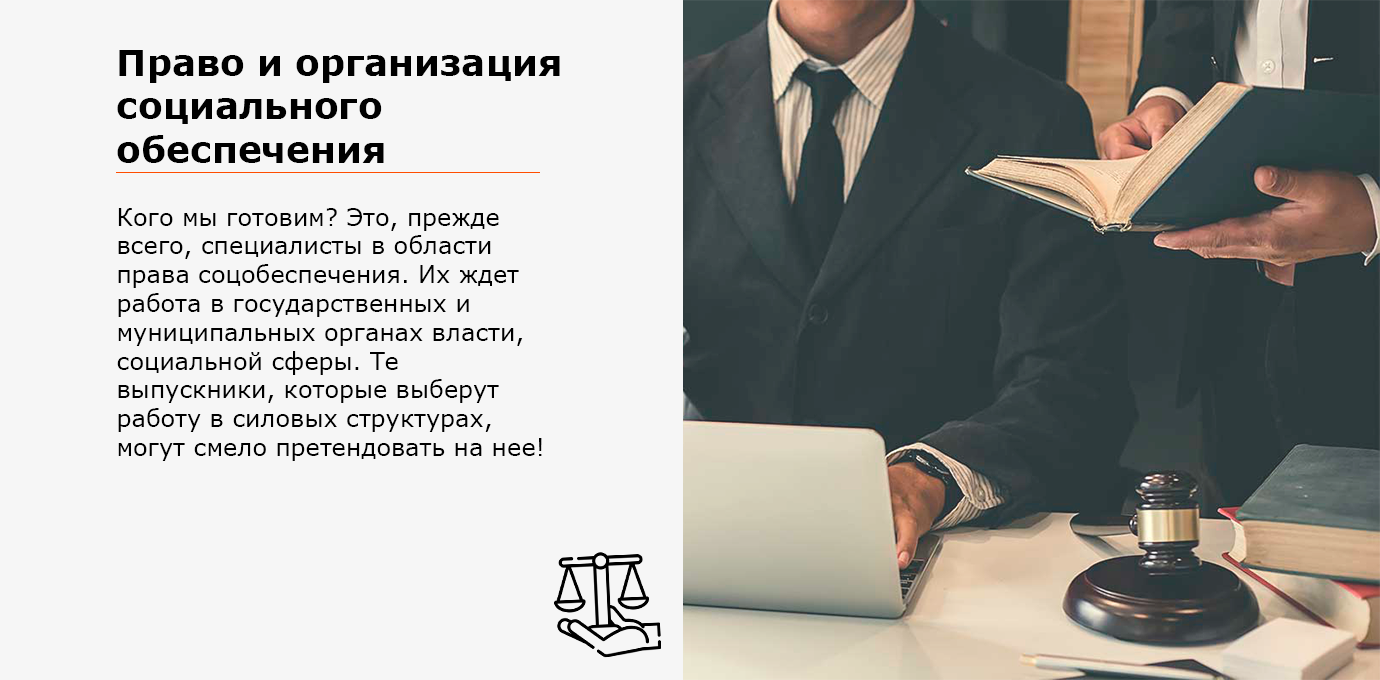 Право и организация
социального
обеспечения
Кого мы готовим? Это, прежде
всего, специалисты в области
права соцобеспечения. Их ждет
работа в государственных и
муниципальных органах власти,
социальной сферы. Те
выпускники, которые выберут
работу в силовых структурах,
могут смело претендовать на нее!